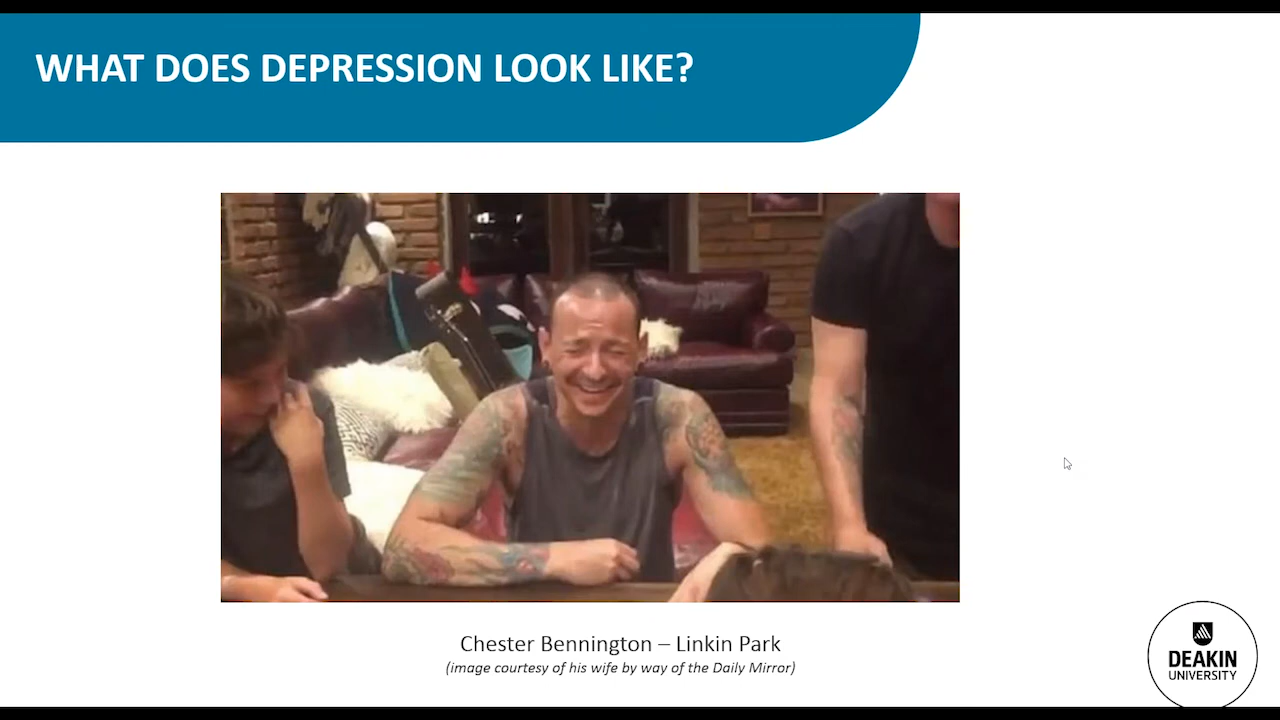 WHAT DOES DEPRESSION LOOK LIKE?
Chester Bennington – Linkin Park
(image courtesy of his wife by way of the Daily Mirror)
DEAKIN
UNIVERSITY